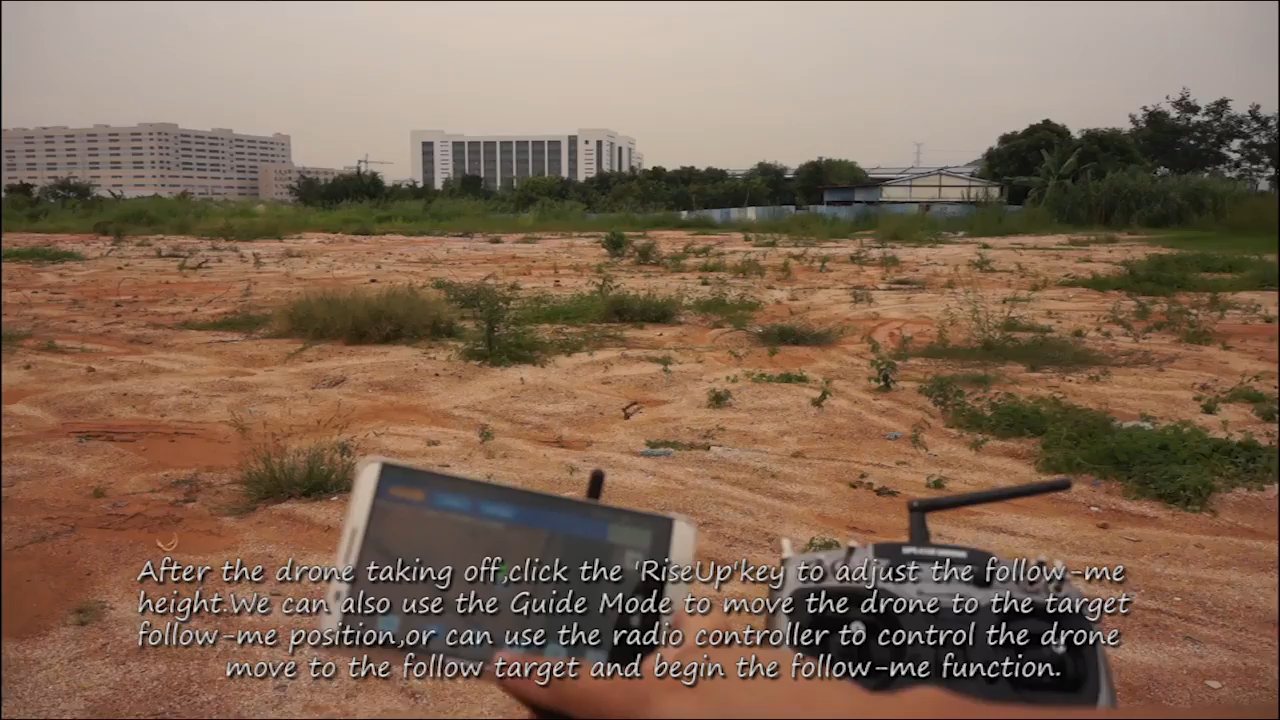 After the drone taking off,click the 'RiseUp'key to adjust the follow-me
height.We can also use the Guide Mode to move the drone to the target
follow-me position,or can use the radio controller to control the drone
move to the follow target and begin the follow-me function.